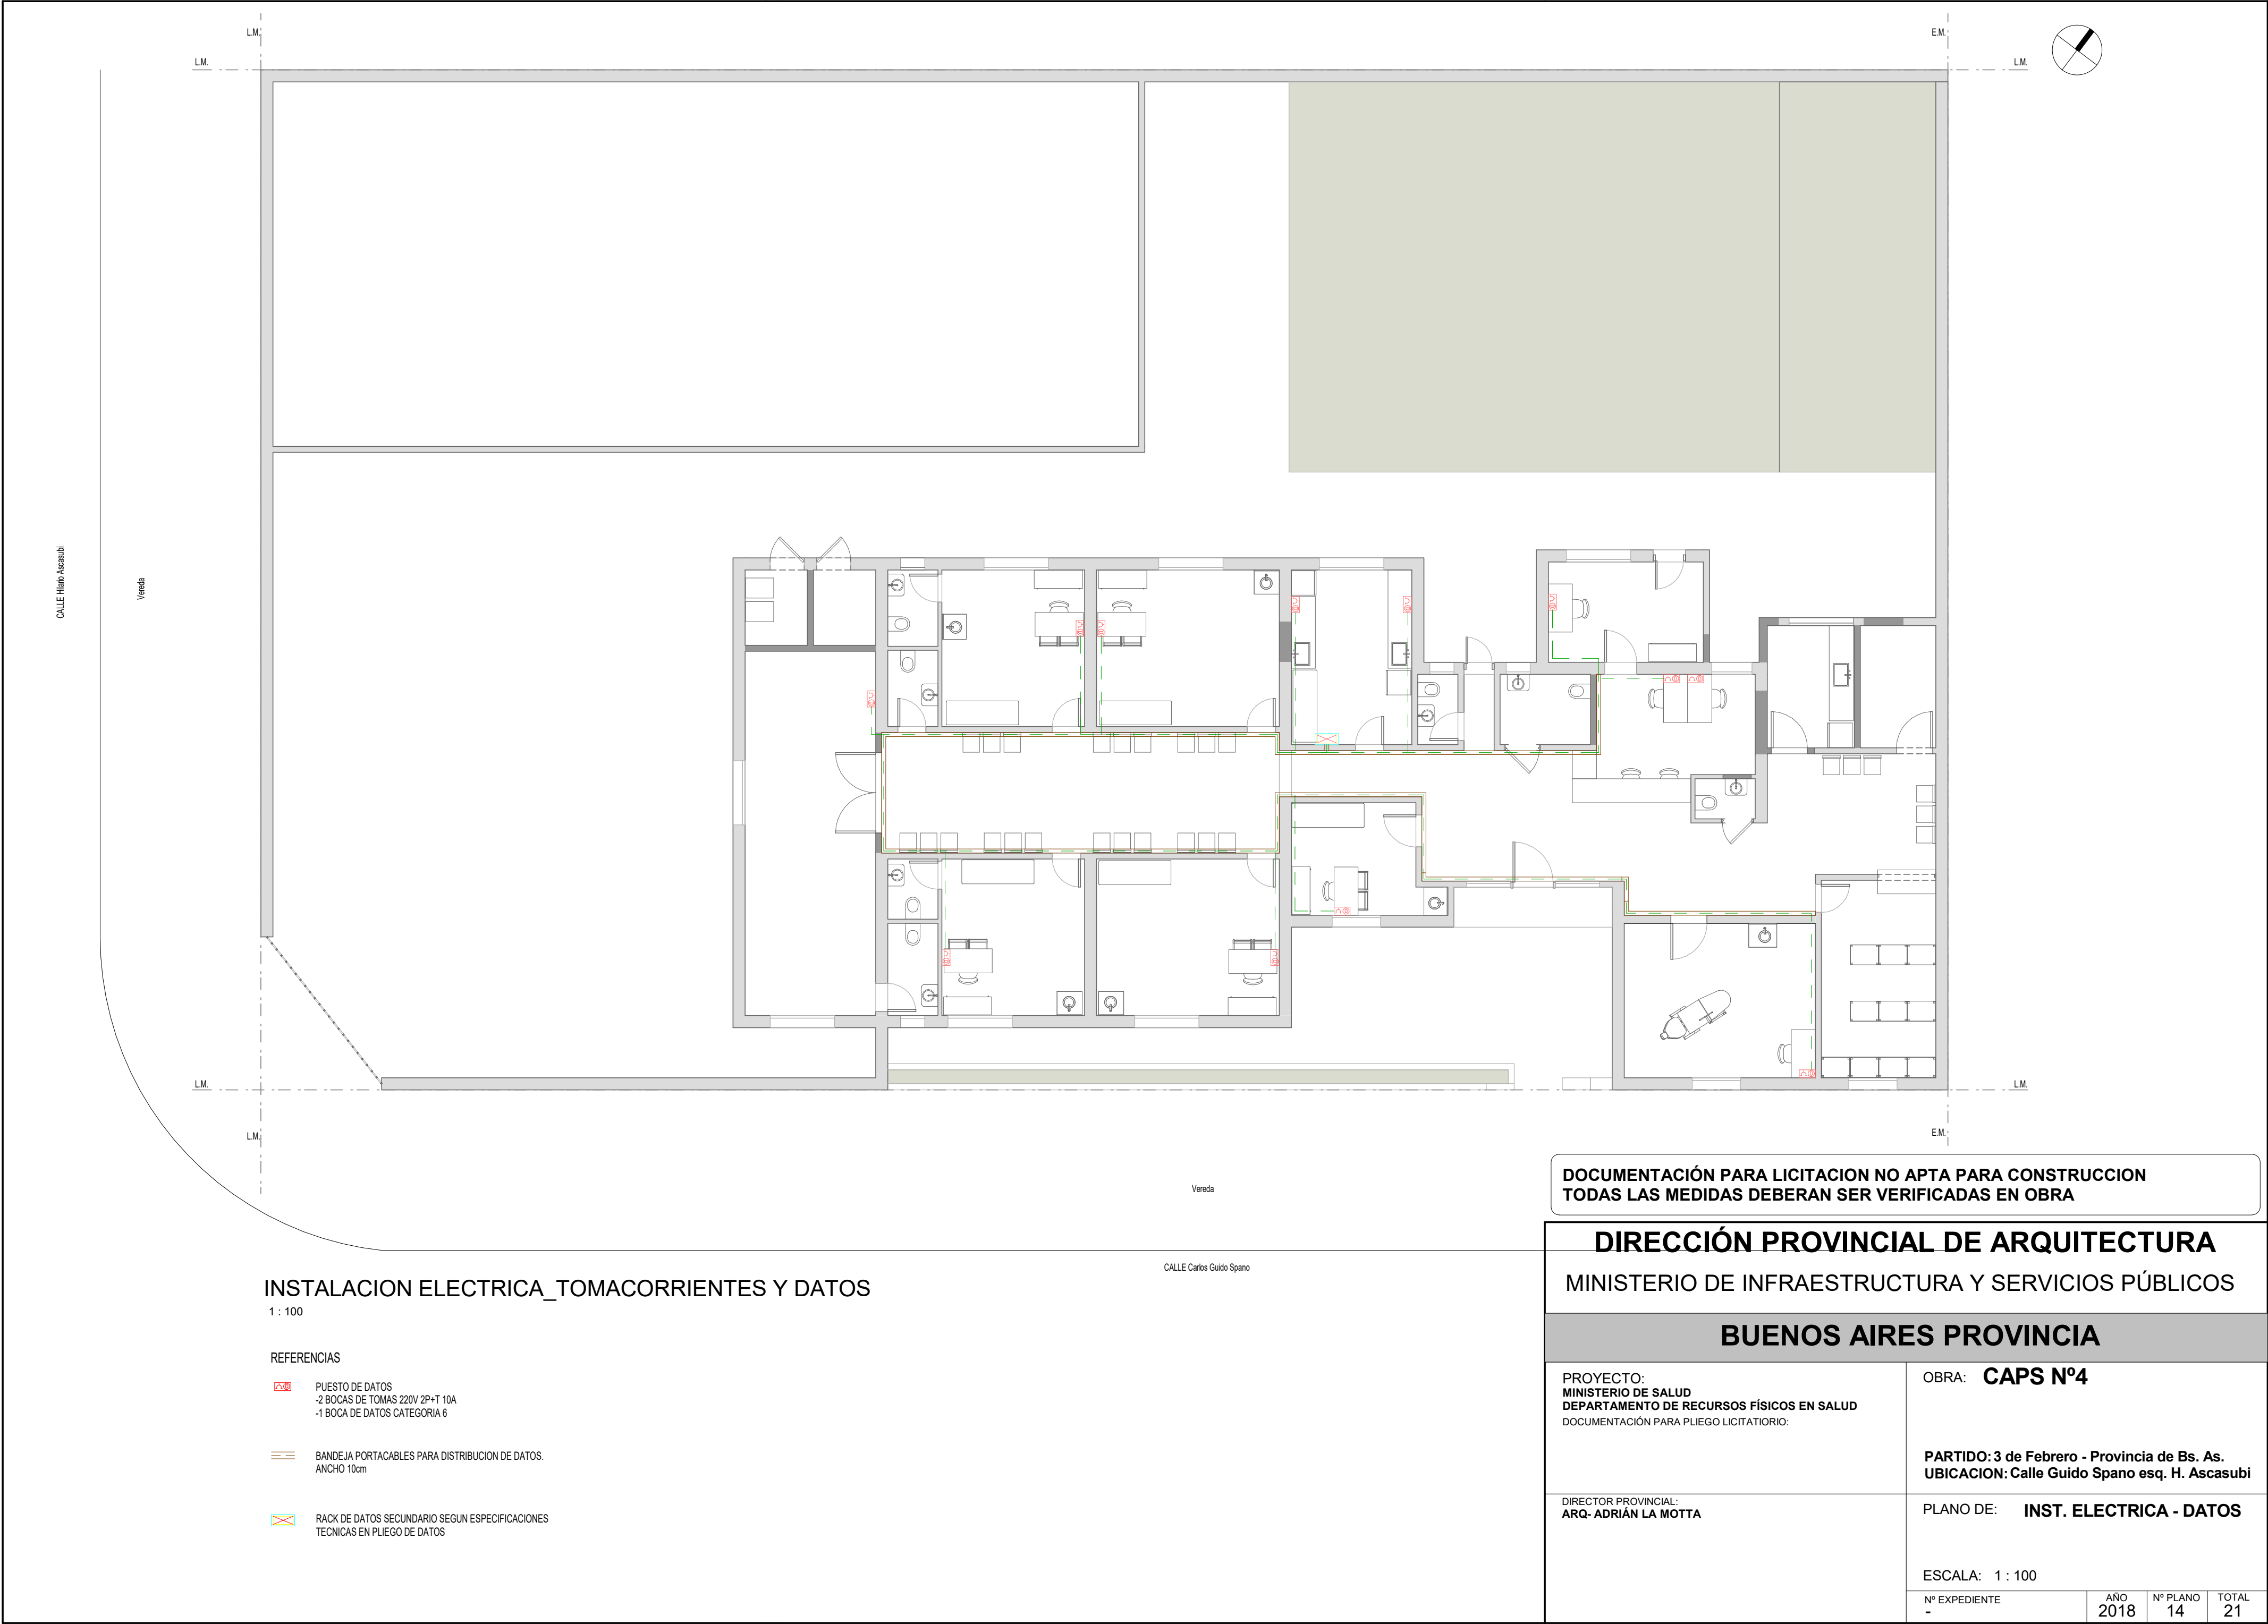 L.M.
E.M.
L.M.
L.M.
CALLE Hilario Ascasubi
Vereda
L.M.
L.M.
L.M.
E.M.
Vereda
CALLE Carlos Guido Spano
INSTALACION ELECTRICA_TOMACORRIENTES Y DATOS
1 : 100
REFERENCIAS
PUESTO DE DATOS
-2 BOCAS DE TOMAS 220V 2P+T 10A
-1 BOCA DE DATOS CATEGORIA 6
BANDEJA PORTACABLES PARA DISTRIBUCION DE DATOS.
ANCHO 10cm
RACK DE DATOS SECUNDARIO SEGUN ESPECIFICACIONES
TECNICAS EN PLIEGO DE DATOS
DOCUMENTACIÓN PARA LICITACION NO APTA PARA CONSTRUCCION
TODAS LAS MEDIDAS DEBERAN SER VERIFICADAS EN OBRA
DIRECCIÓN PROVINCIAL DE ARQUITECTURA
MINISTERIO DE INFRAESTRUCTURA Y SERVICIOS PÚBLICOS
BUENOS AIRES PROVINCIA
PROYECTO:
MINISTERIO DE SALUD
DEPARTAMENTO DE RECURSOS FÍSICOS EN SALUD
DOCUMENTACIÓN PARA PLIEGO LICITATIORIO:
OBRA: CAPS Nº4
PARTIDO: 3 de Febrero - Provincia de Bs. As.
UBICACION: Calle Guido Spano esq. H. Ascasubi
DIRECTOR PROVINCIAL:
ARQ- ADRIÁN LA MOTTA
PLANO DE: INST. ELECTRICA - DATOS
ESCALA: 1 : 100
Nº EXPEDIENTE
-
AÑO
2018
Nº PLANO
14
TOTAL
21